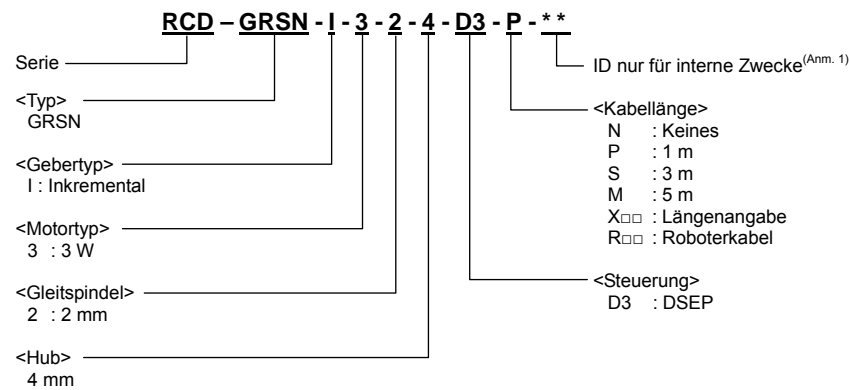 RCD – GRSN - I - 3 - 2 - 4 - D3 - P - **
Serie
<Typ>
GRSN
<Gebertyp>
I : Inkremental
<Motortyp>
3 : 3 W
<Gleitspindel>
2 : 2 mm
<Hub>
4 mm
ID nur für interne Zwecke(Anm. 1)
<Kabellänge>
N : Keines
P : 1 m
S : 3 m
M : 5 m
X□□ : Längenangabe
R□□ : Roboterkabel
<Steuerung>
D3 : DSEP